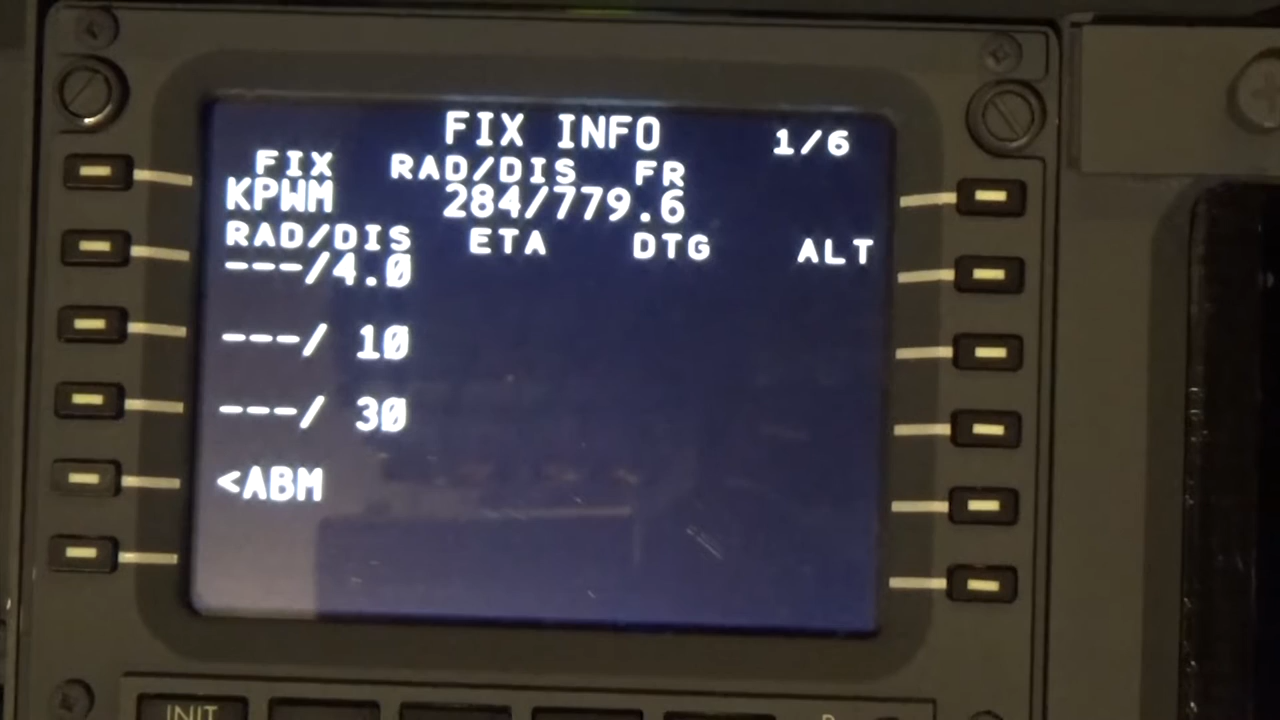 FIX INFO 1/6
FIX RAD/DIS FR
KPWM 284/779.6
RAD/DIS ETA DTG ALT
---/4.0
---/ 10
---/ 30
<ABM
INIT